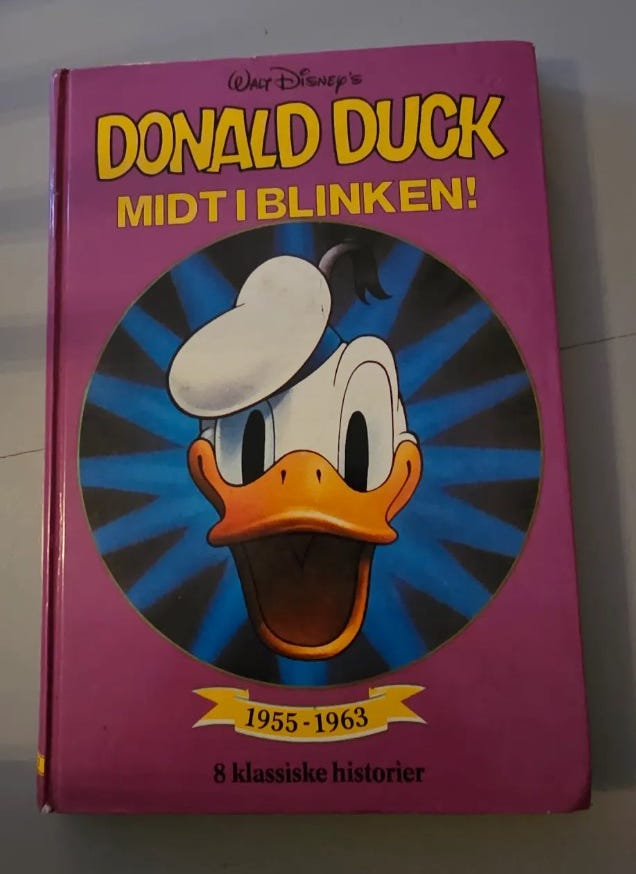 Walt Disney's
DONALD DUCK
MIDT I BLINKEN!
1955-1963
8 klassiske historier